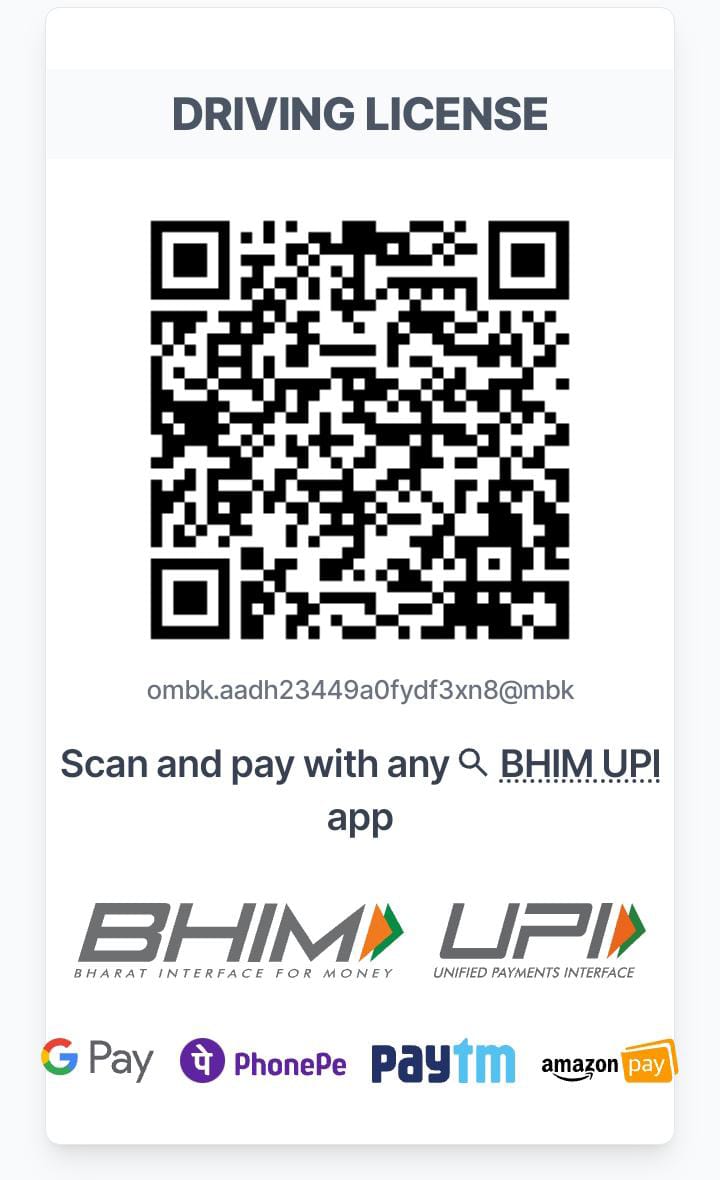 DRIVING LICENSE
ombk.aadh23449a0fydf3xn8@mbk
Scan and pay with any BHIM UPI
app
BHIM UPI
BHARAT INTERFACE FOR MONEY UNIFIED PAYMENTS INTERFACE
G Pay पे PhonePe paytm amazon pay